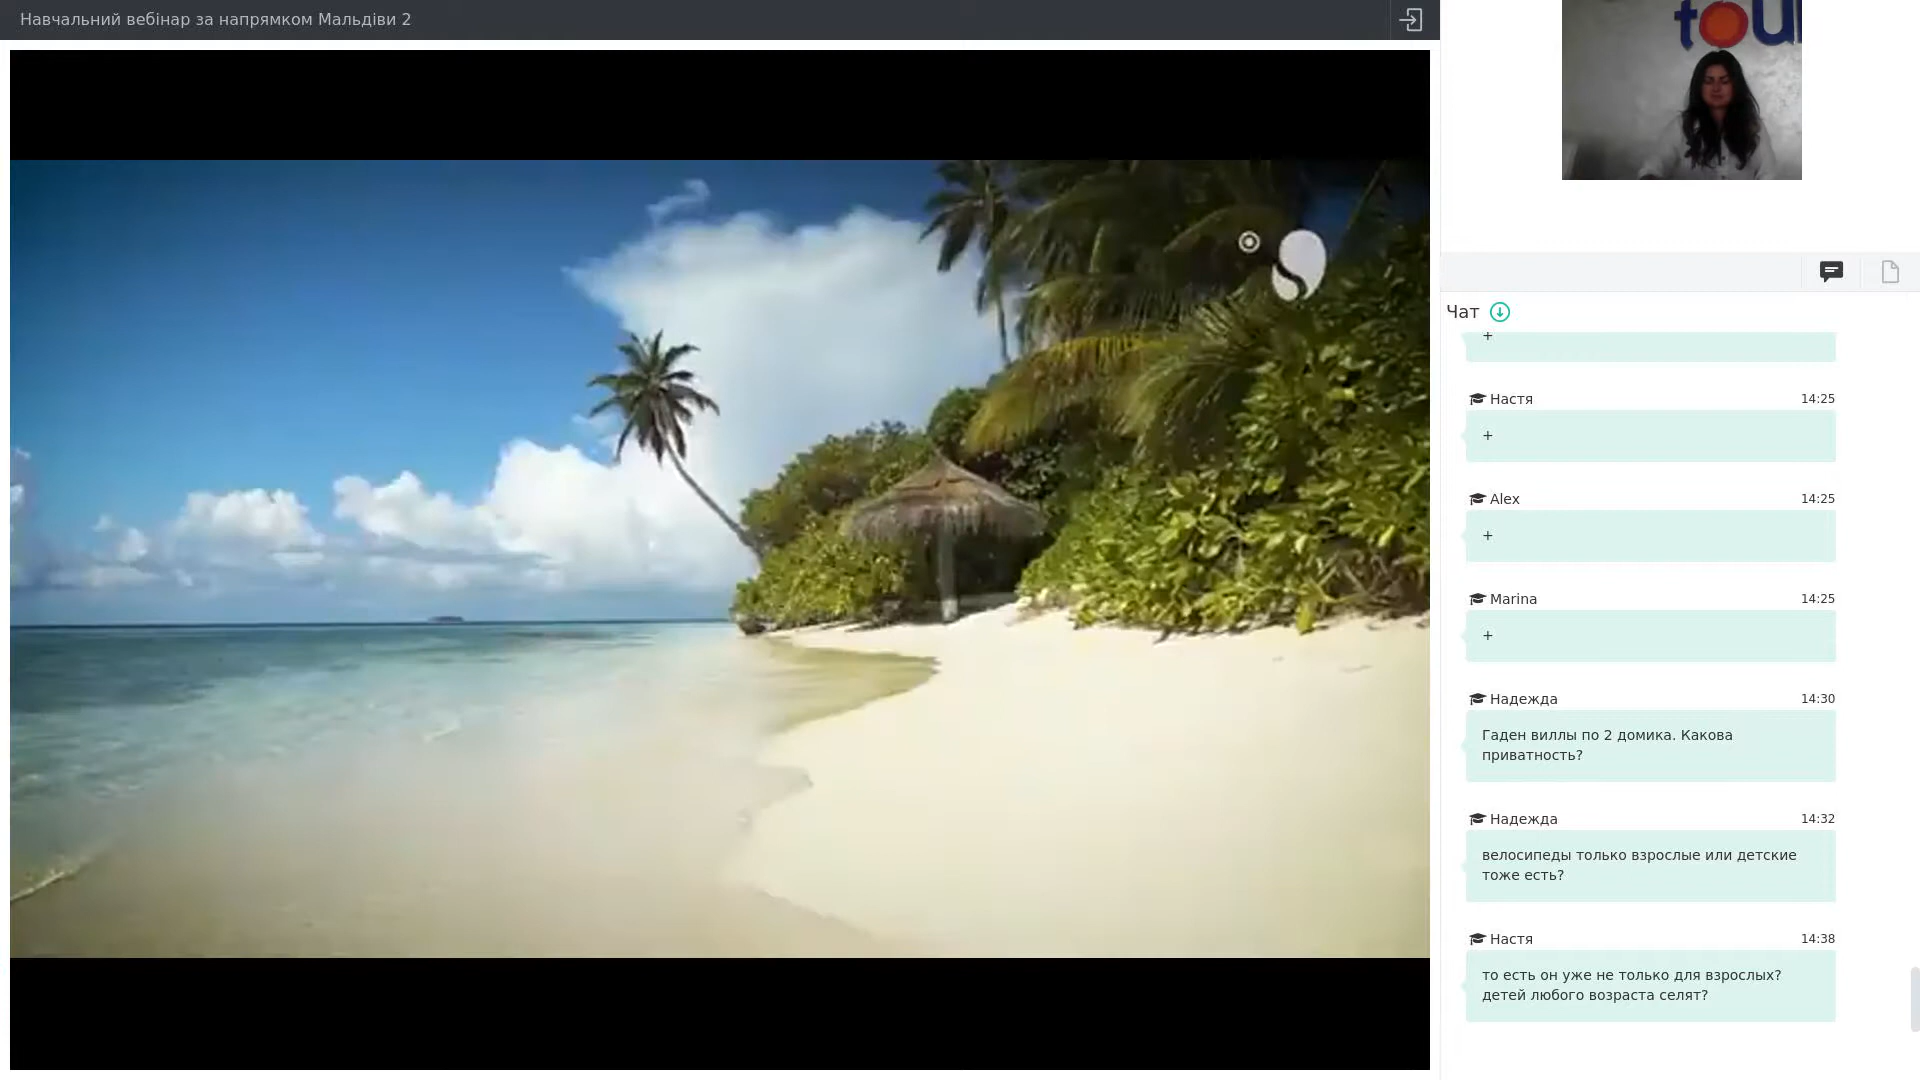 Навчальний вебінар за напрямком Мальдіви 2
tou
Чат
+
Настя 14:25
+
Alex 14:25
+
Marina 14:25
+
Надежда 14:30
Гаден виллы по 2 домика. Какова
приватность?
Надежда 14:32
велосипеды только взрослые или детские
тоже есть?
Настя 14:38
то есть он уже не только для взрослых?
детей любого возраста селят?